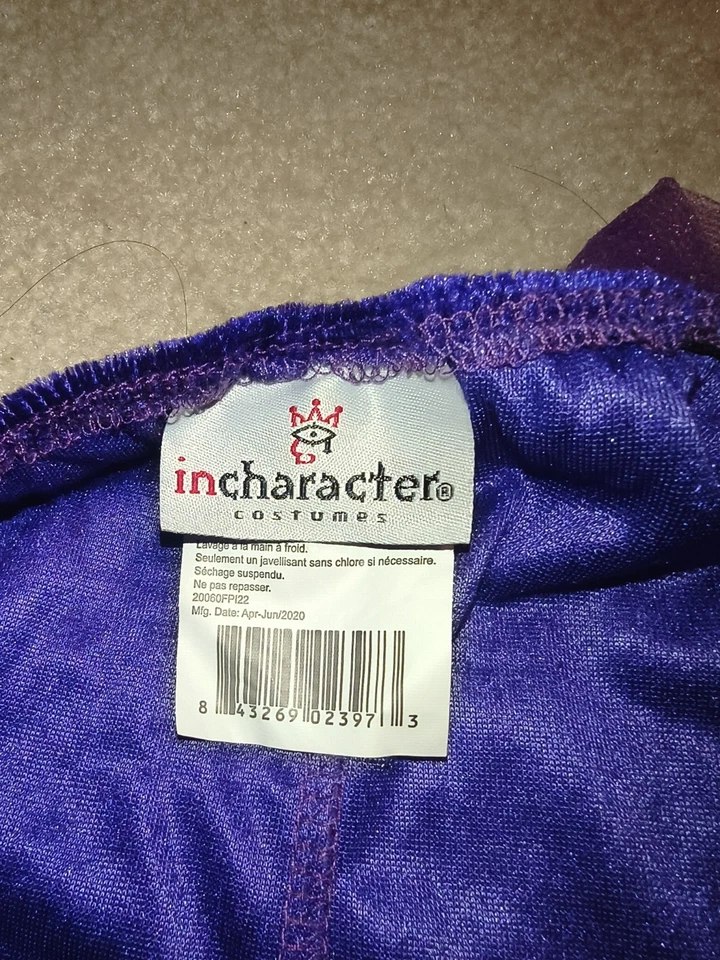 incharacter®
costumes
Lavage à la main à froid.
Seulement un javellisant sans chlore si nécessaire.
Séchage suspendu.
Ne pas repasser.
20060FPI22
Mfg. Date: Apr-Jun/2020
8 43269 02397 3